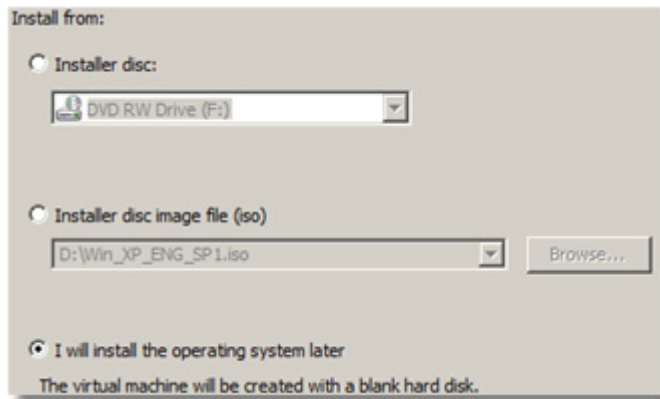 Install from:
Installer disc:
DVD RW Drive (F:)
Installer disc image file (iso)
D:\Win_XP_ENG_SP1.iso
Browse...
I will install the operating system later
The virtual machine will be created with a blank hard disk.